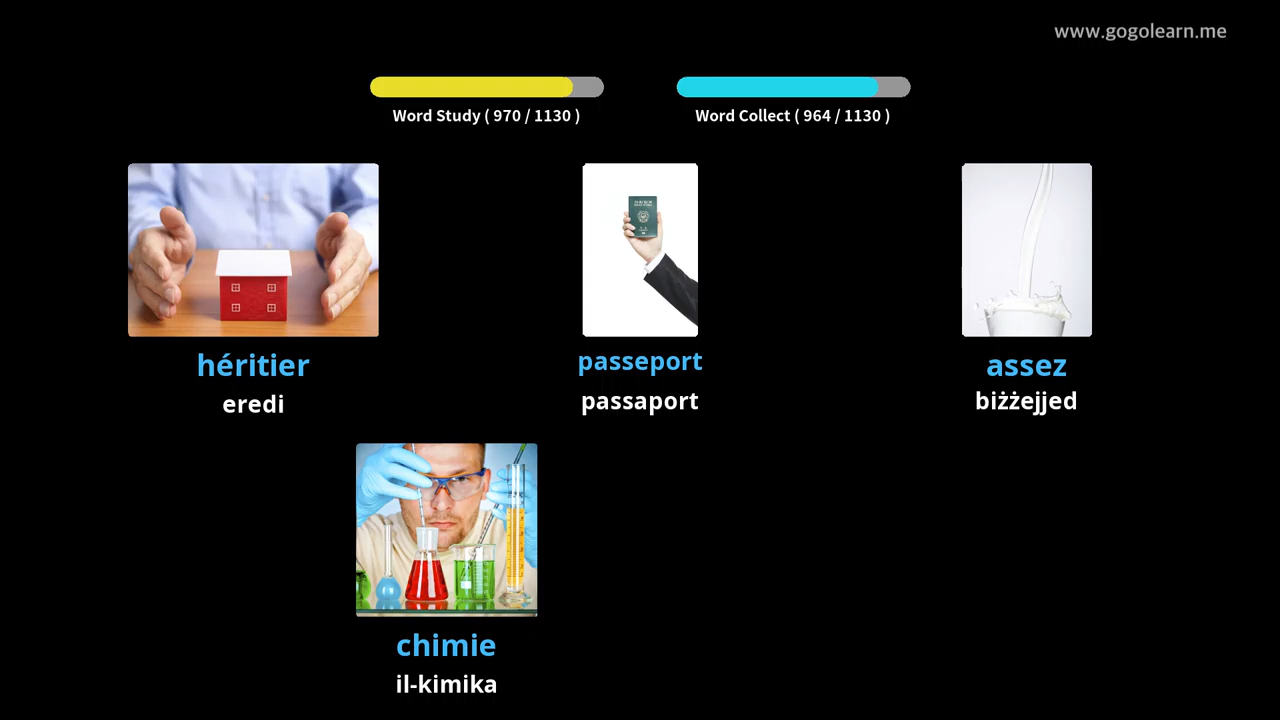 www.gogolearn.me
Word Study ( 970 / 1130 )
Word Collect ( 964 / 1130 )
héritier
eredi
passeport
passaport
assez
biżżejjed
chimie
il-kimika